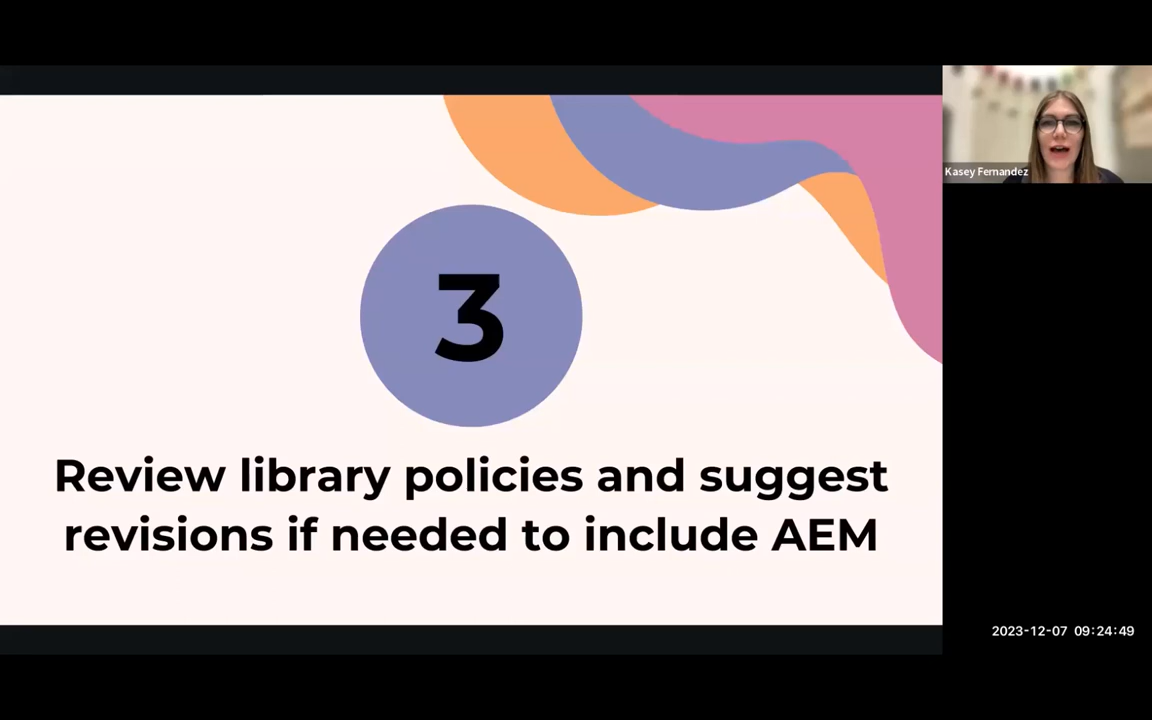 Kasey Fernandez
3
Review library policies and suggest
revisions if needed to include AEM
2023-12-07 09:24:49